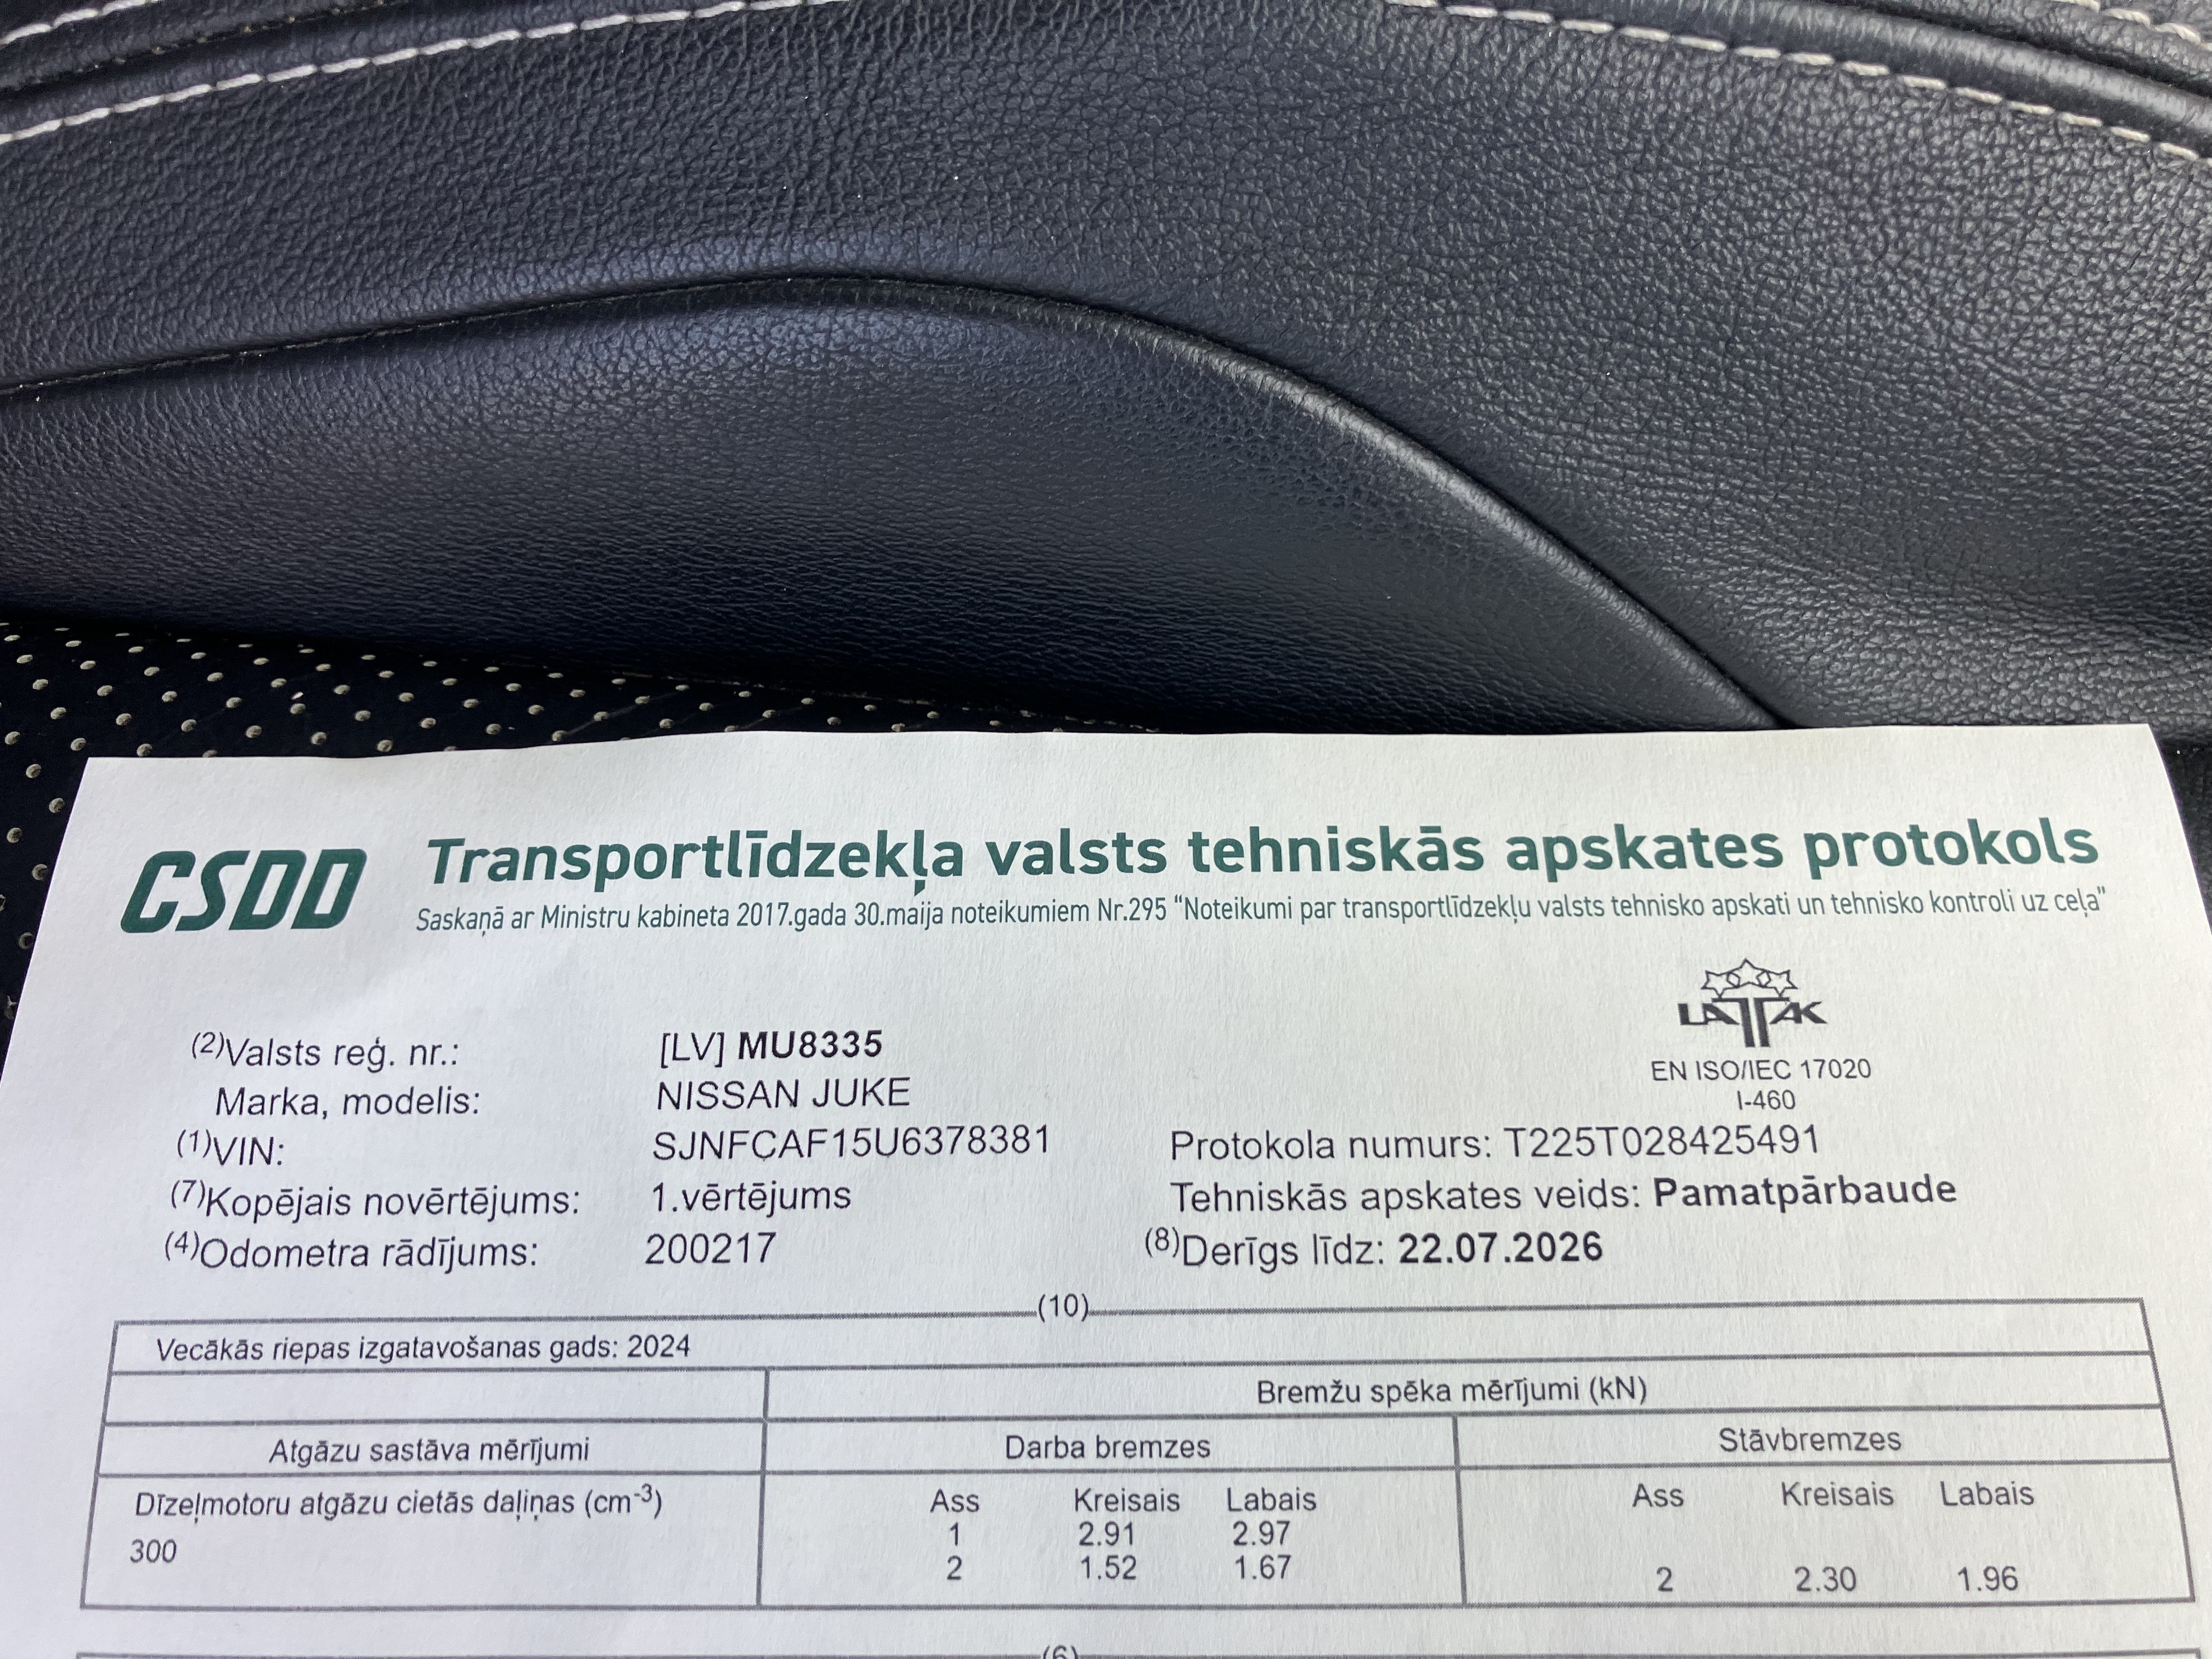 CSDD Transportlīdzekļa valsts tehniskās apskates protokols
Saskaņā ar Ministru kabineta 2017.gada 30.maija noteikumiem Nr.295 "Noteikumi par transportlīdzekļu valsts tehnisko apskati un tehnisko kontroli uz ceļa"
LATAK
EN ISO/IEC 17020
I-460
(2)Valsts reģ. nr.: [LV] MU8335
Marka, modelis: NISSAN JUKE
(1)VIN: SJNFCAF15U6378381 Protokola numurs: T225T028425491
(7)Kopējais novērtējums: 1.vērtējums Tehniskās apskates veids: Pamatpārbaude
(4)Odometra rādījums: 200217 (8)Derīgs līdz: 22.07.2026
(10)
Vecākās riepas izgatavošanas gads: 2024
Bremžu spēka mērījumi (kN)
Atgāzu sastāva mērījumi Darba bremzes Stāvbremzes
Dīzeļmotoru atgāzu cietās daļiņas (cm-3) Ass Kreisais Labais Ass Kreisais Labais
1 2.91 2.97
300 2 1.52 1.67 2 2.30 1.96
(6)